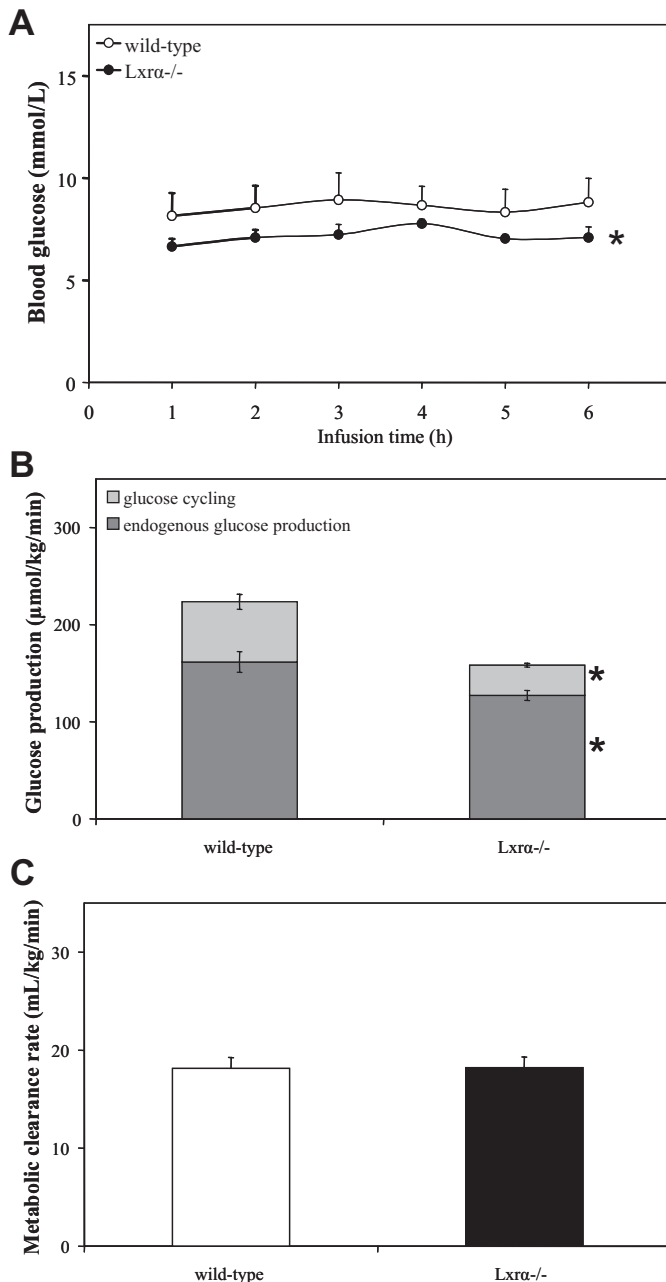 A
wild-type
Lxrα-/-
Blood glucose (mmol/L)
15
10
5
0
0 1 2 3 4 5 6
Infusion time (h)
*
B
glucose cycling
endogenous glucose production
Glucose production (µmol/kg/min)
300
200
100
0
*
*
wild-type Lxrα-/-
C
Metabolic clearance rate (mL/kg/min)
30
20
10
0
wild-type Lxrα-/-